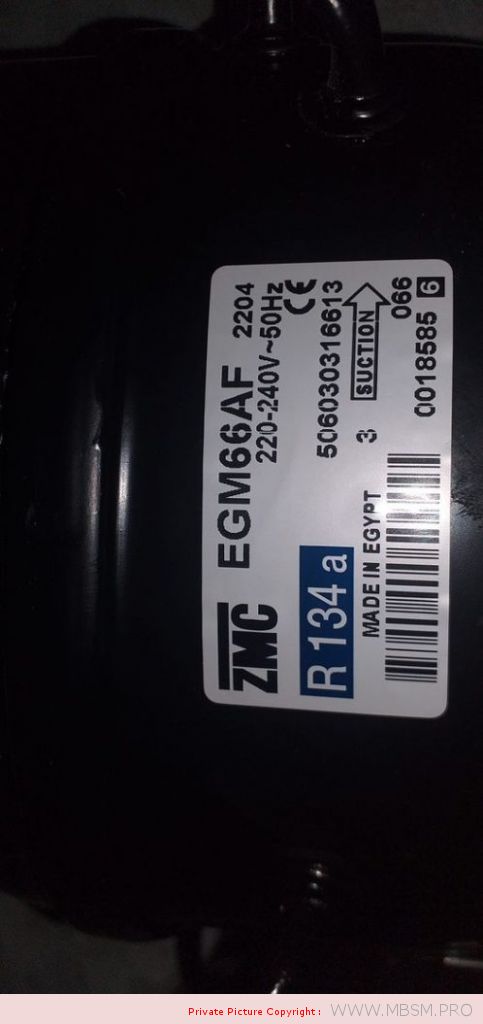 ZMC EGM66AF 2204
220-240V~50Hz
R 134 a
CE
506030316613
3 SUCTION
MADE IN EGYPT
066
0018585 6
Private Picture Copyright : WWW.MBSM.PRO